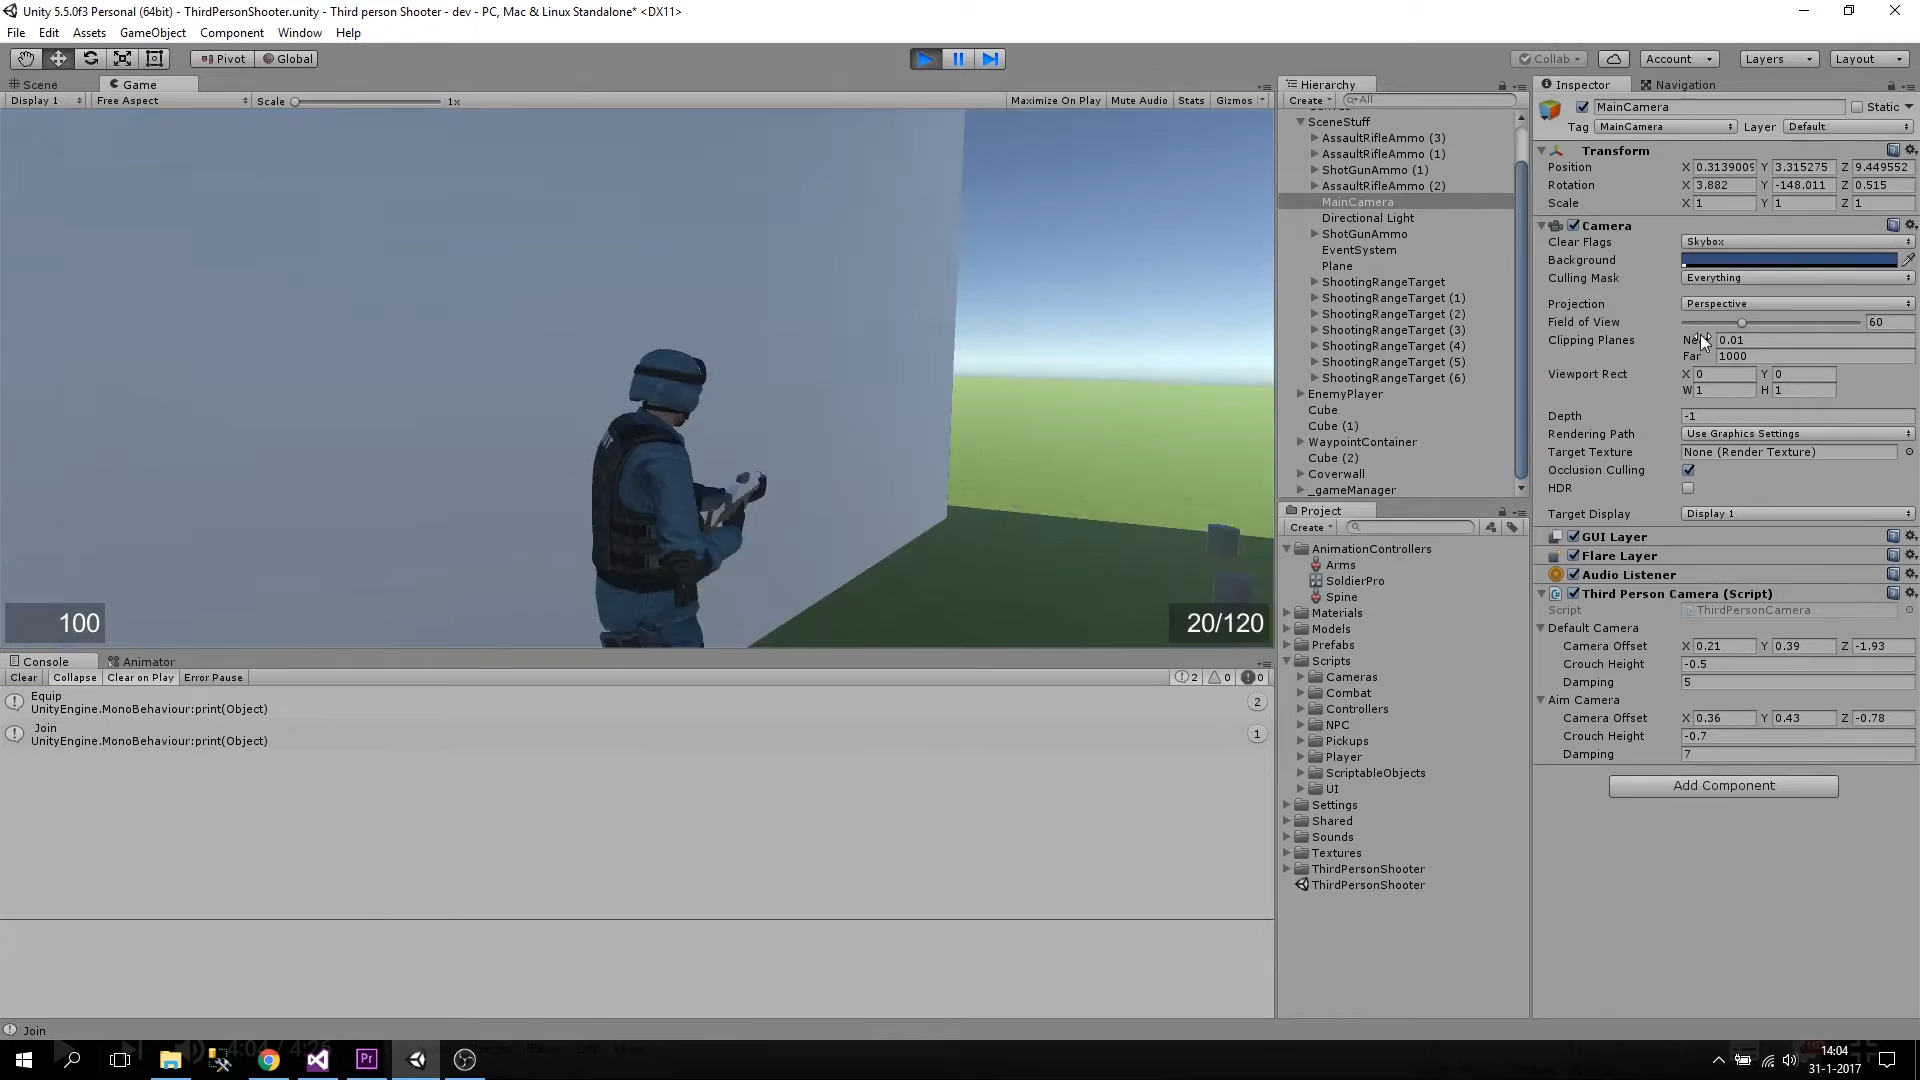 Unity 5.5.0f3 Personal (64bit) - ThirdPersonShooter.unity - Third person Shooter - dev - PC, Mac & Linux Standalone* <DX11>
File Edit Assets GameObject Component Window Help
Pivot Global Collab Account Layers Layout
Scene Game
Display 1 Free Aspect Scale 1x Maximize On Play Mute Audio Stats Gizmos
100
20/120
Console Animator
Clear Collapse Clear on Play Error Pause 2 0 0
Equip
UnityEngine.MonoBehaviour:print(Object) 2
Join
UnityEngine.MonoBehaviour:print(Object) 1
Join
Hierarchy
Create All
SceneStuff
AssaultRifleAmmo (3)
AssaultRifleAmmo (1)
ShotGunAmmo (1)
AssaultRifleAmmo (2)
MainCamera
Directional Light
ShotGunAmmo
EventSystem
Plane
ShootingRangeTarget
ShootingRangeTarget (1)
ShootingRangeTarget (2)
ShootingRangeTarget (3)
ShootingRangeTarget (4)
ShootingRangeTarget (5)
ShootingRangeTarget (6)
EnemyPlayer
Cube
Cube (1)
WaypointContainer
Cube (2)
Coverwall
_gameManager
Project
Create
AnimationControllers
Arms
SoldierPro
Spine
Materials
Models
Prefabs
Scripts
Cameras
Combat
Controllers
NPC
Pickups
Player
ScriptableObjects
UI
Settings
Shared
Sounds
Textures
ThirdPersonShooter
ThirdPersonShooter
Inspector Navigation
MainCamera Static
Tag MainCamera Layer Default
Transform
Position X 0.3139009 Y 3.315275 Z 9.449552
Rotation X 3.882 Y -148.011 Z 0.515
Scale X 1 Y 1 Z 1
Camera
Clear Flags Skybox
Background
Culling Mask Everything
Projection Perspective
Field of View 60
Clipping Planes 0.01
Far 1000
Viewport Rect X 0 Y 0
W 1 H 1
Depth -1
Rendering Path Use Graphics Settings
Target Texture None (Render Texture)
Occlusion Culling
HDR
Target Display Display 1
GUI Layer
Flare Layer
Audio Listener
Third Person Camera (Script)
Script ThirdPersonCamera
Default Camera
Camera Offset X 0.21 Y 0.39 Z -1.93
Crouch Height -0.5
Damping 5
Aim Camera
Camera Offset X 0.36 Y 0.43 Z -0.78
Crouch Height -0.7
Damping 7
Add Component
4:04 / 4:26
Pr
14:04
31-1-2017